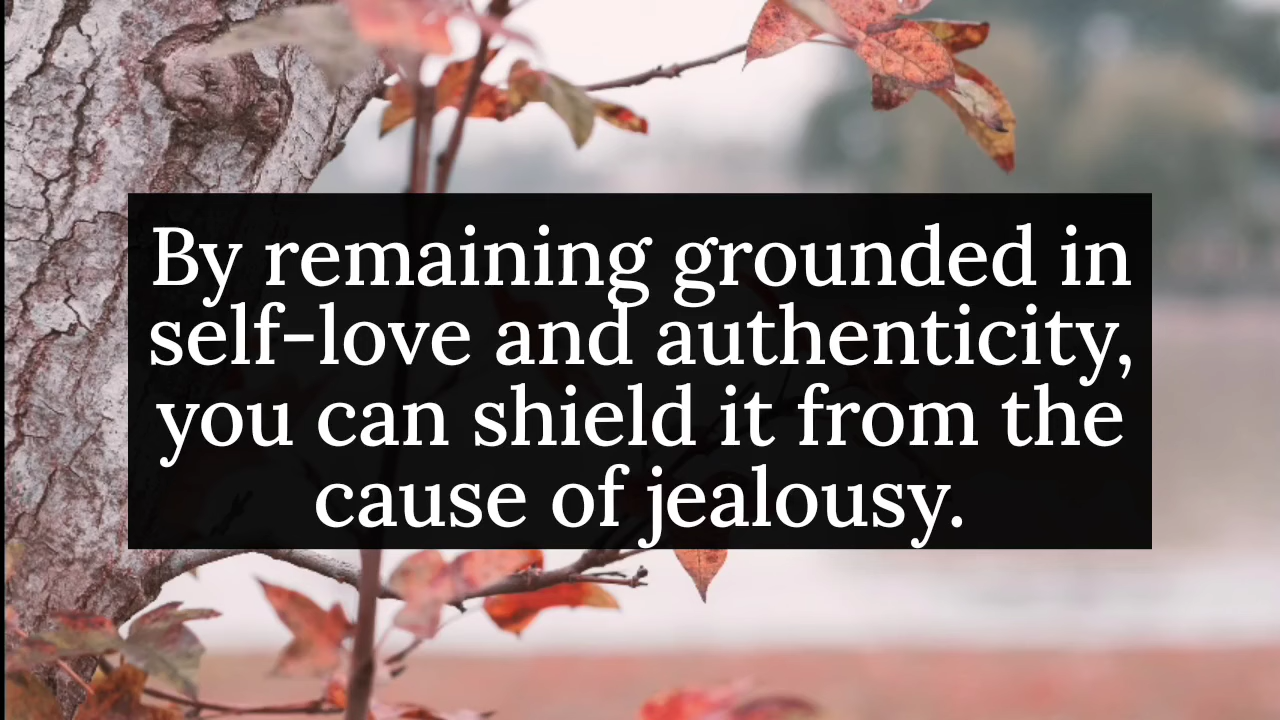 By remaining grounded in
self-love and authenticity,
you can shield it from the
cause of jealousy.